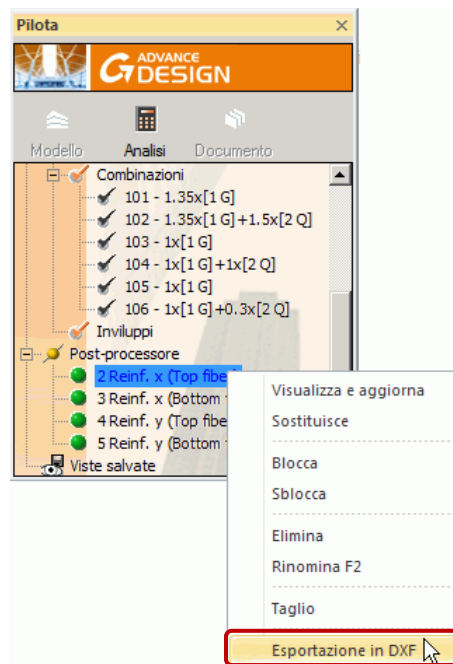 Pilota
ADVANCE
DESIGN
Modello Analisi Documento
Combinazioni
101 - 1.35x[1 G]
102 - 1.35x[1 G]+1.5x[2 Q]
103 - 1x[1 G]
104 - 1x[1 G]+1x[2 Q]
105 - 1x[1 G]
106 - 1x[1 G]+0.3x[2 Q]
Inviluppi
Post-processore
2 Reinf. x (Top fiber
3 Reinf. x (Bottom
4 Reinf. y (Top fibe
5 Reinf. y (Bottom
Viste salvate
Visualizza e aggiorna
Sostituisce
Blocca
Sblocca
Elimina
Rinomina F2
Taglio
Esportazione in DXF